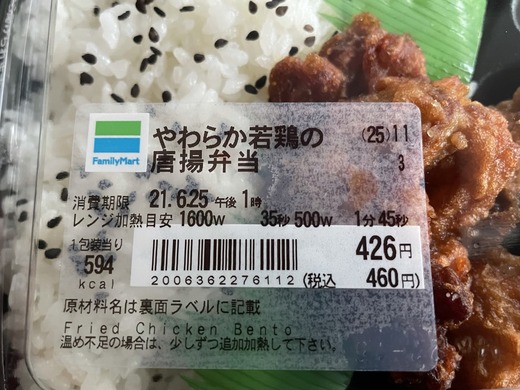 FamilyMart
やわらか若鶏の
唐揚弁当
(25)11
3
消費期限 21.6.25 午後 1時
レンジ加熱目安 1600W 35秒 500W 1分45秒
1包装当り
594
kcal
426円
2006362276112 (税込 460円)
原材料名は裏面ラベルに記載
Fried Chicken Bento
温め不足の場合は、少しずつ追加加熱して下さい。